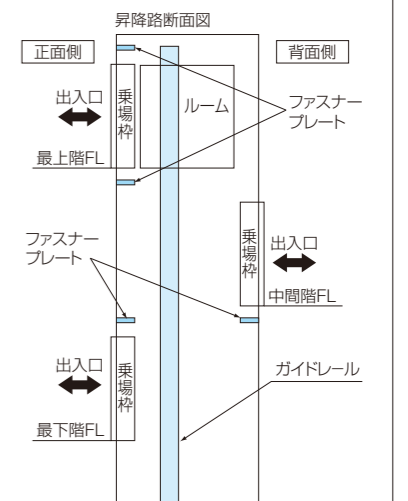 昇降路断面図
正面側
背面側
出入口
乗場枠
ルーム
ファスナー
プレート
最上階FL
ファスナー
プレート
乗場枠
出入口
中間階FL
出入口
乗場枠
ガイドレール
最下階FL